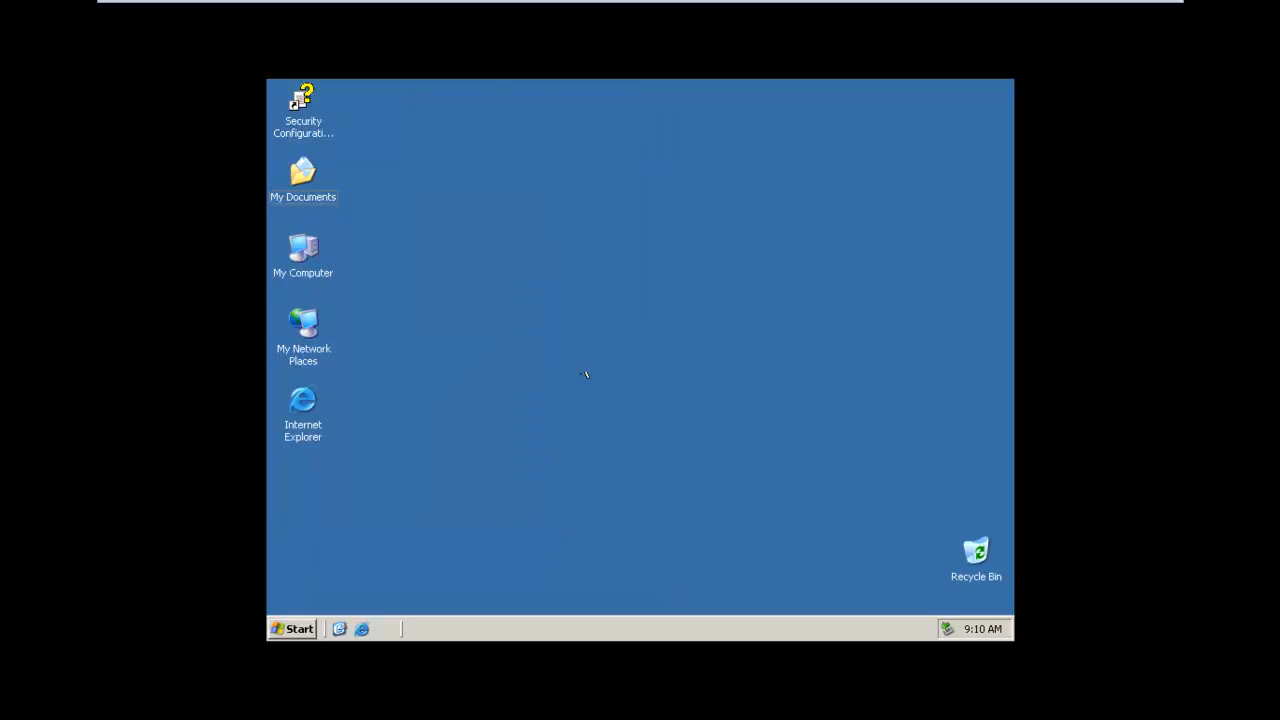 Security
Configurati...
My Documents
My Computer
My Network
Places
Internet
Explorer
Recycle Bin
Start
9:10 AM